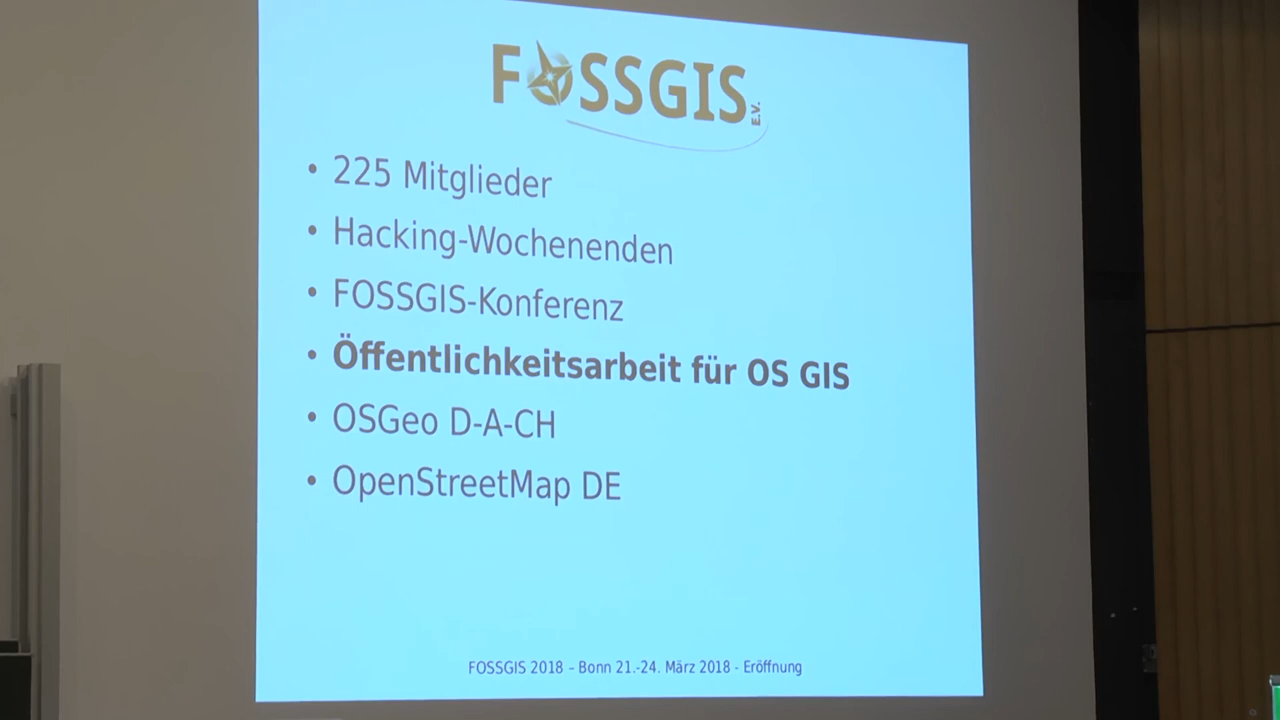 FOSSGIS E.V.
• 225 Mitglieder
• Hacking-Wochenenden
• FOSSGIS-Konferenz
• Öffentlichkeitsarbeit für OS GIS
• OSGeo D-A-CH
• OpenStreetMap DE
FOSSGIS 2018 – Bonn 21.-24. März 2018 - Eröffnung